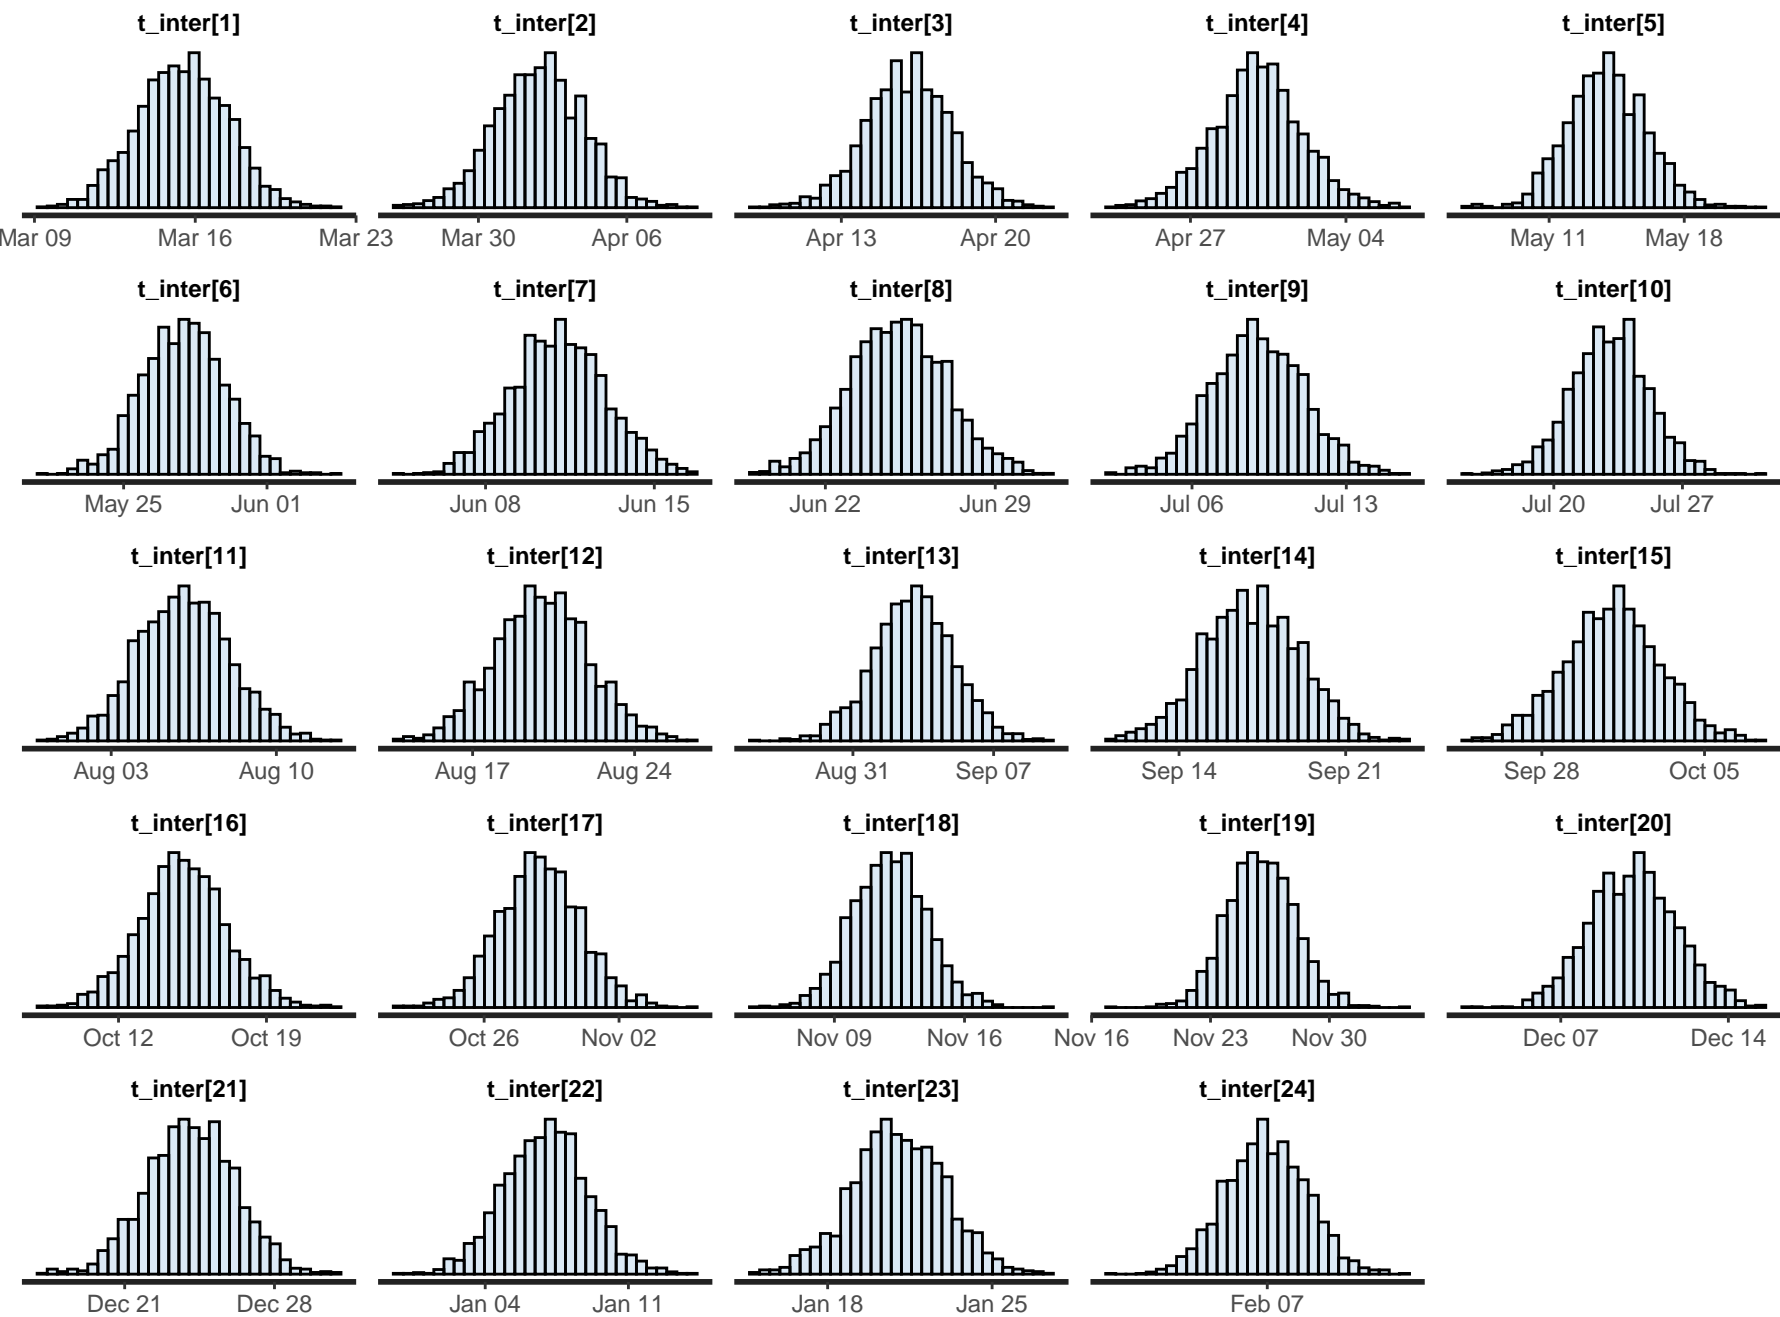 t_inter[1] t_inter[2] t_inter[3] t_inter[4] t_inter[5]
Mar 09 Mar 16 Mar 23 Mar 30 Apr 06 Apr 13 Apr 20 Apr 27 May 04 May 11 May 18
t_inter[6] t_inter[7] t_inter[8] t_inter[9] t_inter[10]
May 25 Jun 01 Jun 08 Jun 15 Jun 22 Jun 29 Jul 06 Jul 13 Jul 20 Jul 27
t_inter[11] t_inter[12] t_inter[13] t_inter[14] t_inter[15]
Aug 03 Aug 10 Aug 17 Aug 24 Aug 31 Sep 07 Sep 14 Sep 21 Sep 28 Oct 05
t_inter[16] t_inter[17] t_inter[18] t_inter[19] t_inter[20]
Oct 12 Oct 19 Oct 26 Nov 02 Nov 09 Nov 16 Nov 16 Nov 23 Nov 30 Dec 07 Dec 14
t_inter[21] t_inter[22] t_inter[23] t_inter[24]
Dec 21 Dec 28 Jan 04 Jan 11 Jan 18 Jan 25 Feb 07